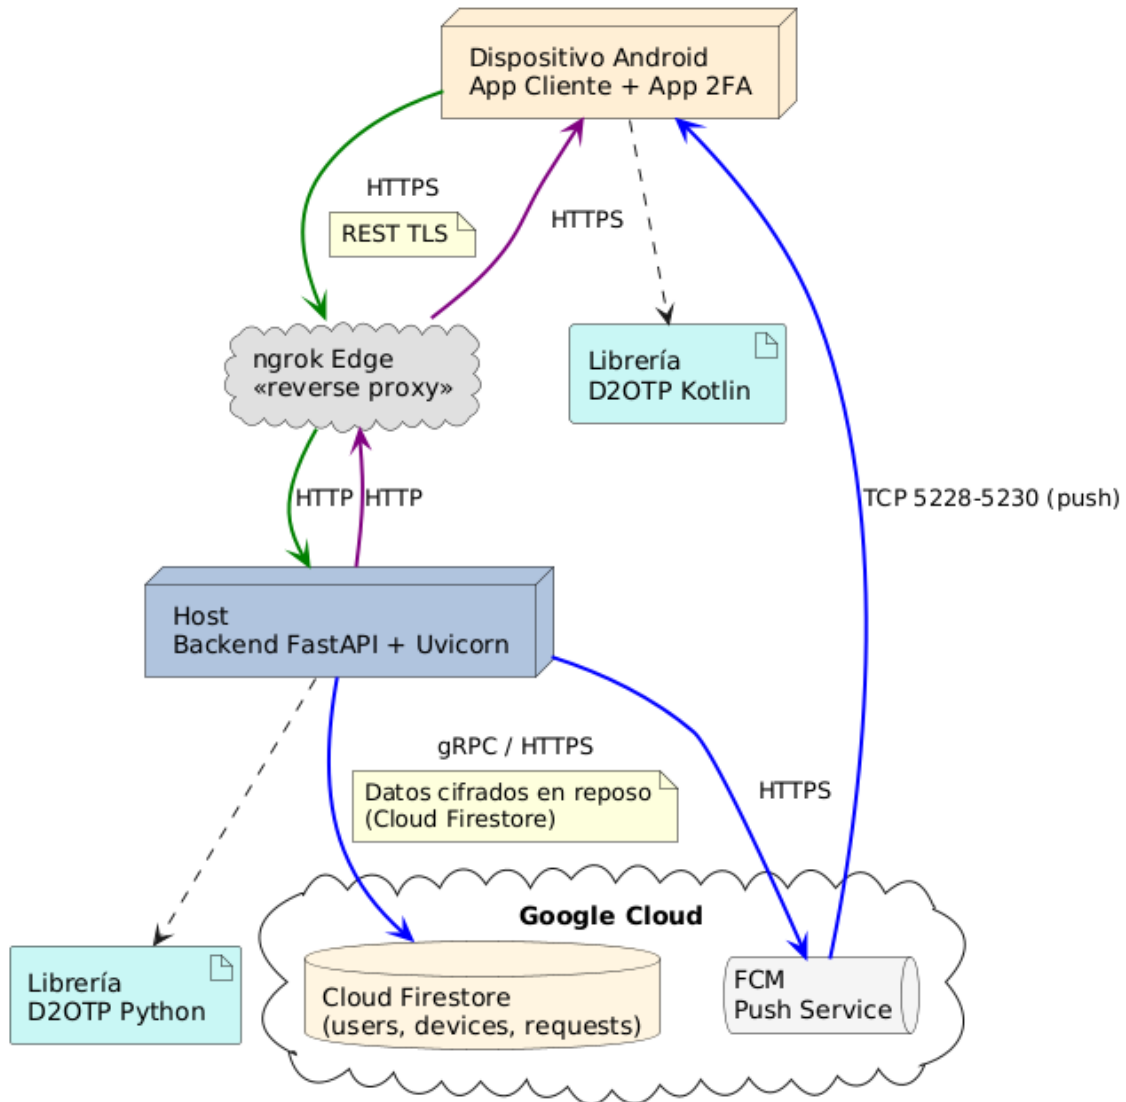 Dispositivo Android
App Cliente + App 2FA
HTTPS
REST TLS
HTTPS
ngrok Edge
«reverse proxy»
Librería
D2OTP Kotlin
HTTP
HTTP
TCP 5228-5230 (push)
Host
Backend FastAPI + Uvicorn
gRPC / HTTPS
Datos cifrados en reposo
(Cloud Firestore)
HTTPS
Google Cloud
Librería
D2OTP Python
Cloud Firestore
(users, devices, requests)
FCM
Push Service